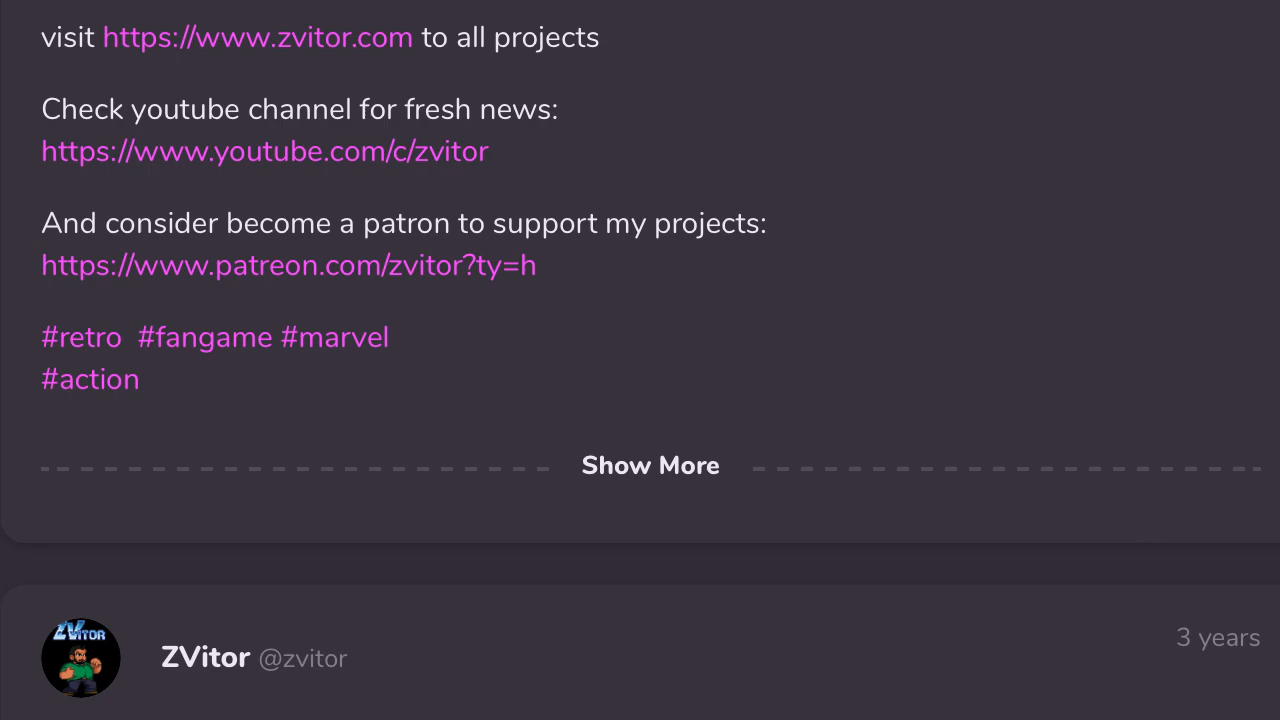 visit https://www.zvitor.com to all projects
Check youtube channel for fresh news:
https://www.youtube.com/c/zvitor
And consider become a patron to support my projects:
https://www.patreon.com/zvitor?ty=h
#retro  #fangame #marvel
#action
Show More
ZVITOR
ZVitor @zvitor
3 years